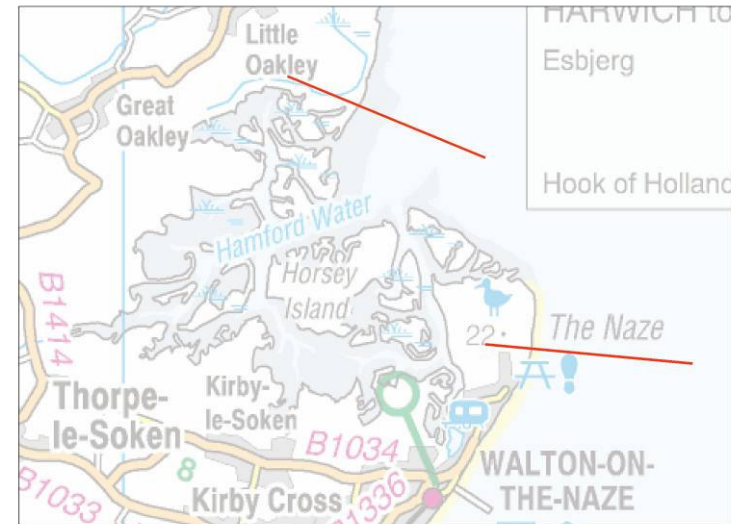 HARWICH to
Esbjerg
Hook of Holland
Little
Oakley
Great
Oakley
Hamford Water
Horsey
Island
B1414
22
The Naze
Thorpe-
le-Soken
Kirby-
le-Soken
B1034
8
B1033
Kirby Cross
B1336
WALTON-ON-
THE-NAZE